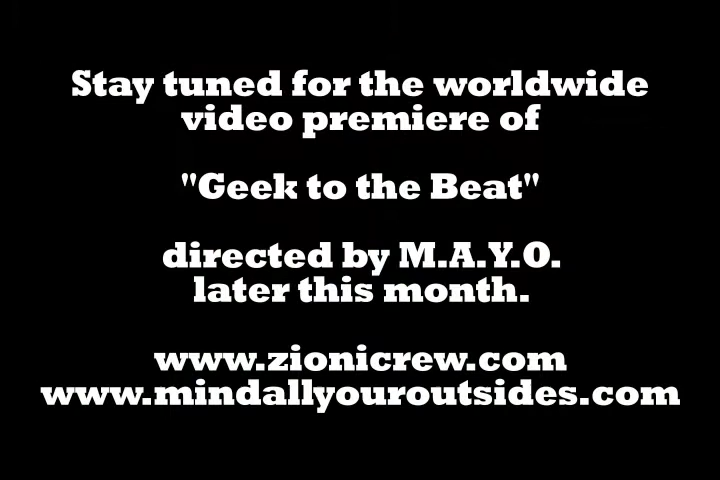 Stay tuned for the worldwide
video premiere of
"Geek to the Beat"
directed by M.A.Y.O.
later this month.
www.zionicrew.com
www.mindallyouroutsides.com